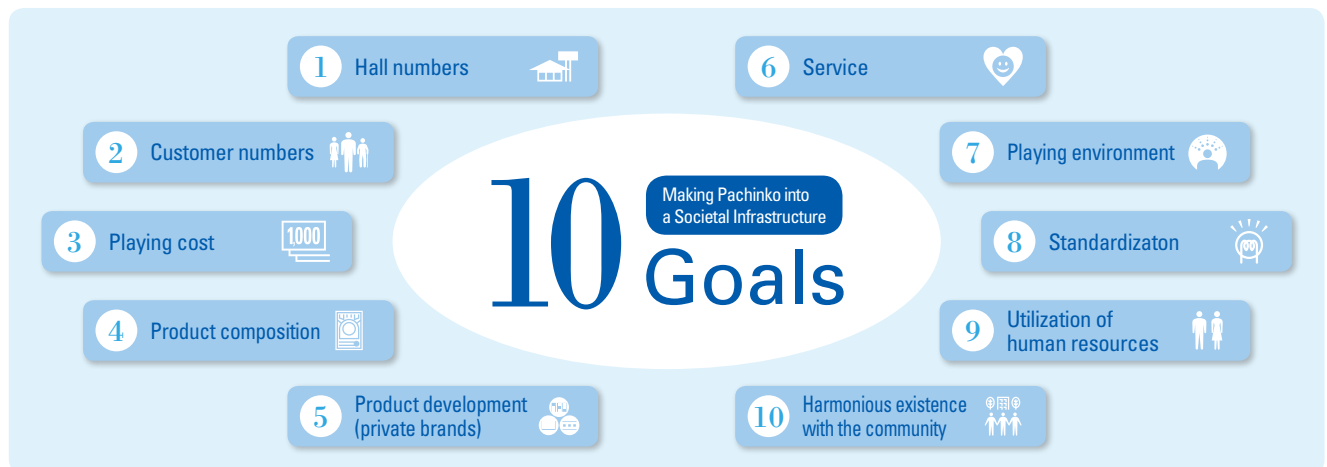 10
Making Pachinko into
a Societal Infrastructure
Goals
1 Hall numbers
2 Customer numbers
3 Playing cost
1,000
4 Product composition
5 Product development
(private brands)
6 Service
7 Playing environment
8 Standardizaton
9 Utilization of
human resources
10 Harmonious existence
with the community